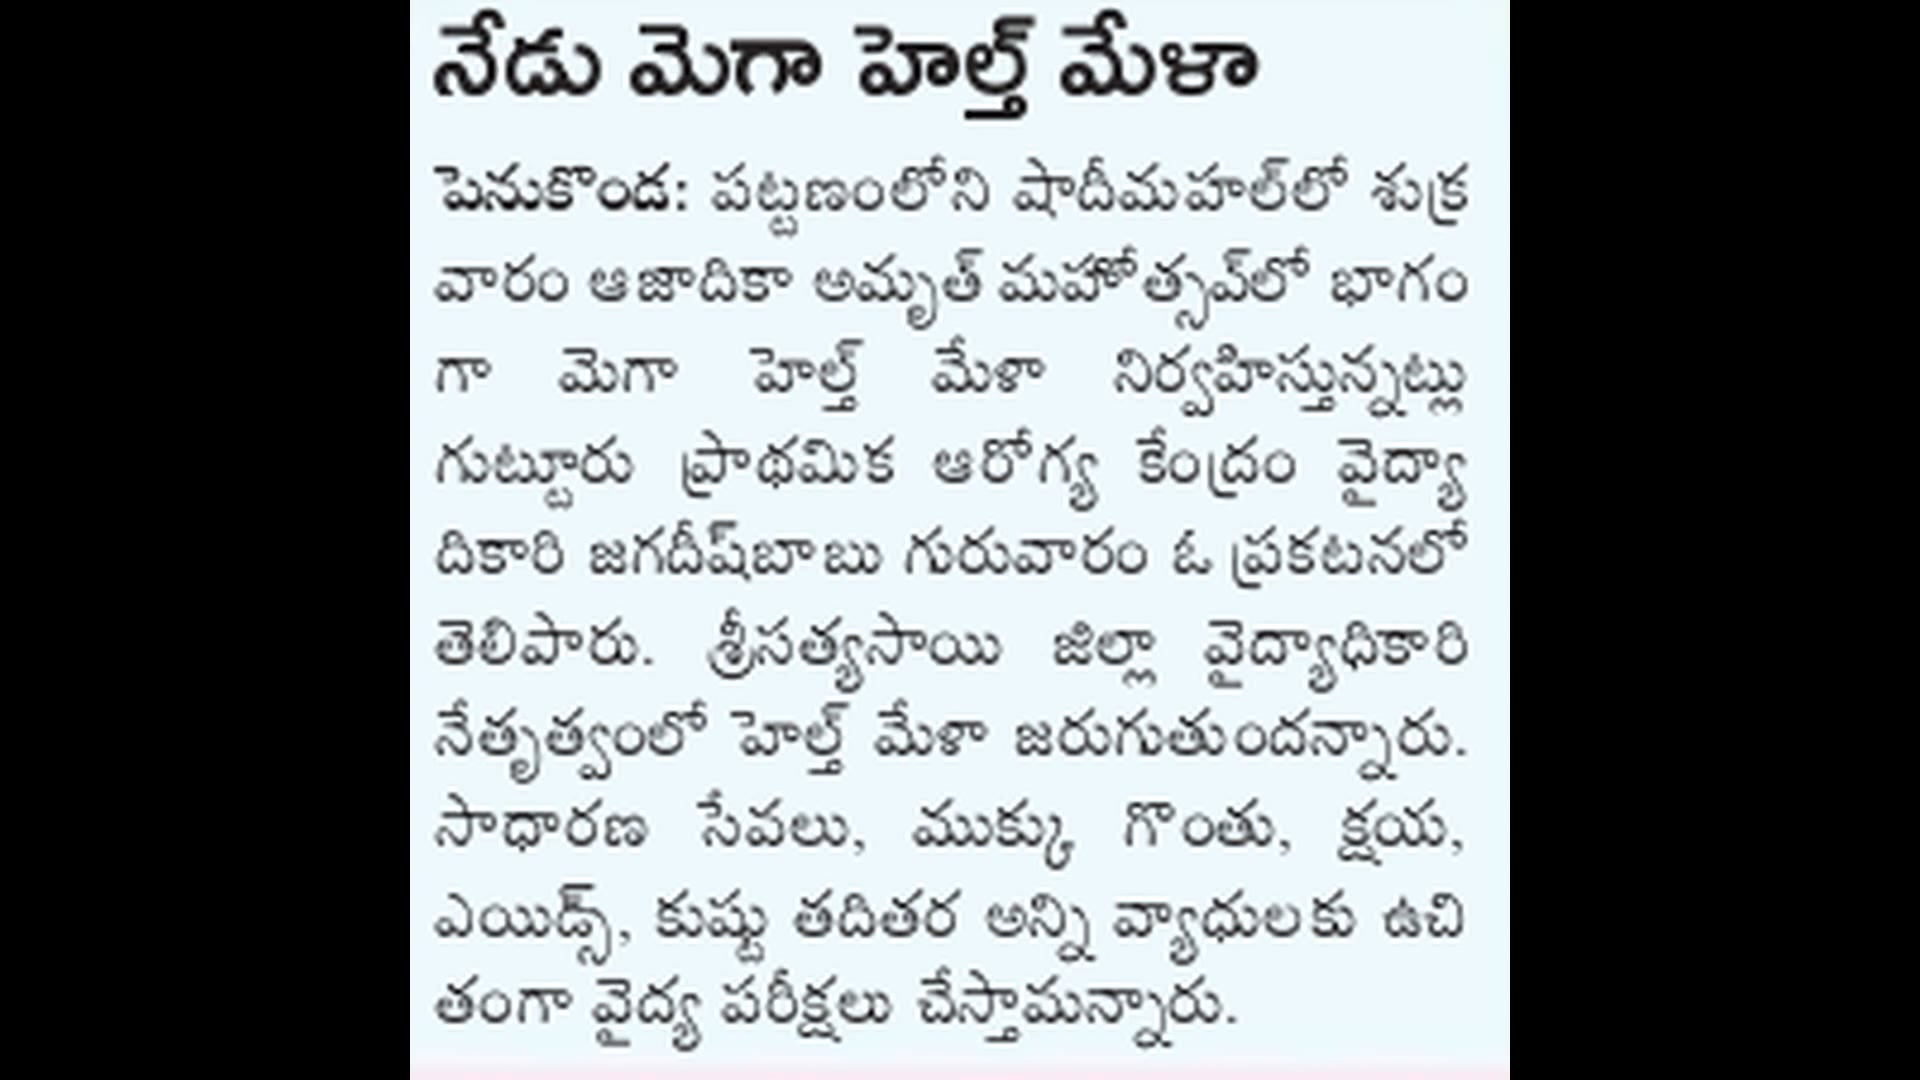 నేడు మెగా హెల్త్ మేళా
పెనుకొండ: పట్టణంలోని షాదీమహల్‌లో శుక్ర
వారం ఆజాదికా అమృత్ మహోత్సవ్‌లో భాగం
గా మెగా హెల్త్ మేళా నిర్వహిస్తున్నట్లు
గుట్టూరు ప్రాథమిక ఆరోగ్య కేంద్రం వైద్యా
దికారి జగదీష్‌బాబు గురువారం ఓ ప్రకటనలో
తెలిపారు. శ్రీసత్యసాయి జిల్లా వైద్యాధికారి
నేతృత్వంలో హెల్త్ మేళా జరుగుతుందన్నారు.
సాధారణ సేవలు, ముక్కు గొంతు, క్షయ,
ఎయిడ్స్, కుష్టు తదితర అన్ని వ్యాధులకు ఉచి
తంగా వైద్య పరీక్షలు చేస్తామన్నారు.